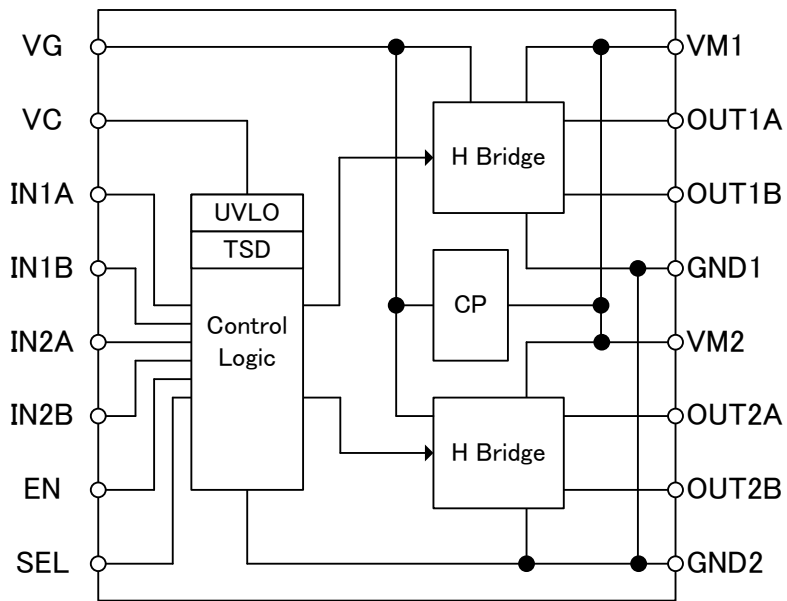 VG
VC
IN1A
IN1B
IN2A
IN2B
EN
SEL
UVLO
TSD
Control
Logic
H Bridge
CP
H Bridge
VM1
OUT1A
OUT1B
GND1
VM2
OUT2A
OUT2B
GND2